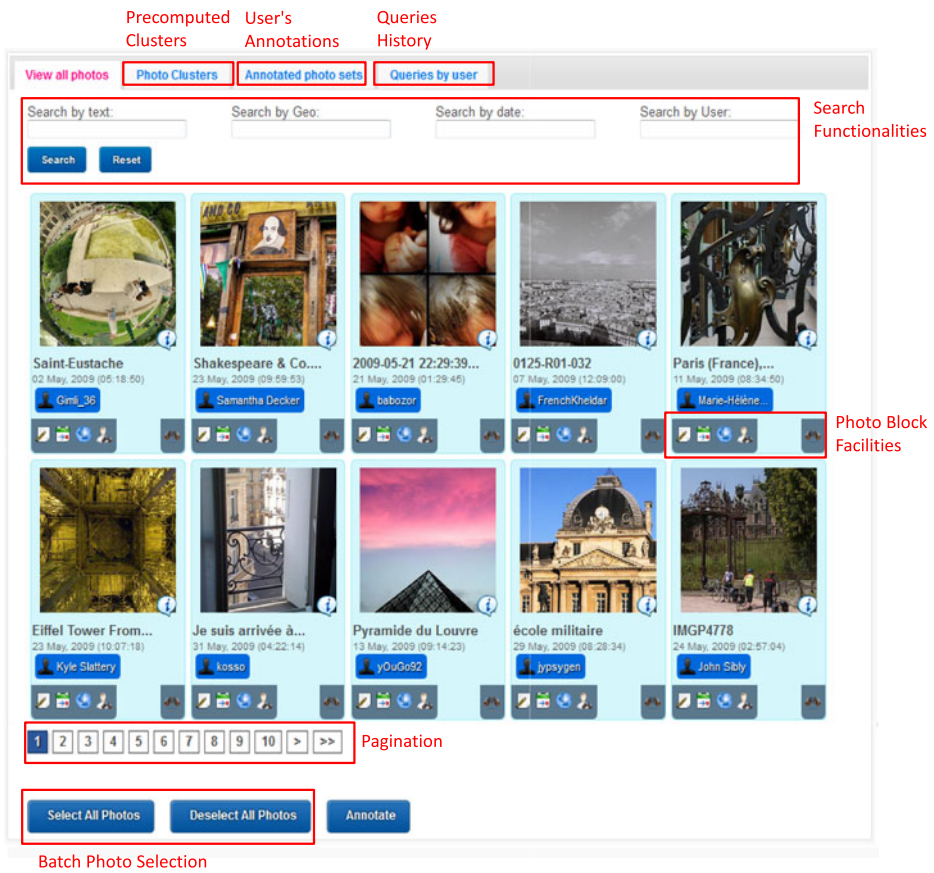 Precomputed Clusters
User's Annotations
Queries History
View all photos
Photo Clusters
Annotated photo sets
Queries by user
Search by text:
Search by Geo:
Search by date:
Search by User:
Search Functionalities
Search
Reset
AND CO
Saint-Eustache
02 May, 2009 (05:18:50)
Gimli_36
Shakespeare & Co....
23 May, 2009 (09:59:53)
Samantha Decker
2009-05-21 22:29:39...
21 May, 2009 (01:29:45)
babozor
0125-R01-032
07 May, 2009 (12:09:00)
FrenchKheldar
Paris (France),...
11 May, 2009 (08:34:50)
Marie-Hélène...
Photo Block Facilities
Eiffel Tower From...
23 May, 2009 (10:07:18)
Kyle Slattery
Je suis arrivée à...
31 May, 2009 (04:22:14)
kosso
Pyramide du Louvre
13 May, 2009 (09:14:23)
yOuGo92
école militaire
29 May, 2009 (08:28:34)
jypsygen
IMGP4778
24 May, 2009 (02:57:04)
John Sibly
1 2 3 4 5 6 7 8 9 10 > >>
Pagination
Select All Photos
Deselect All Photos
Annotate
Batch Photo Selection